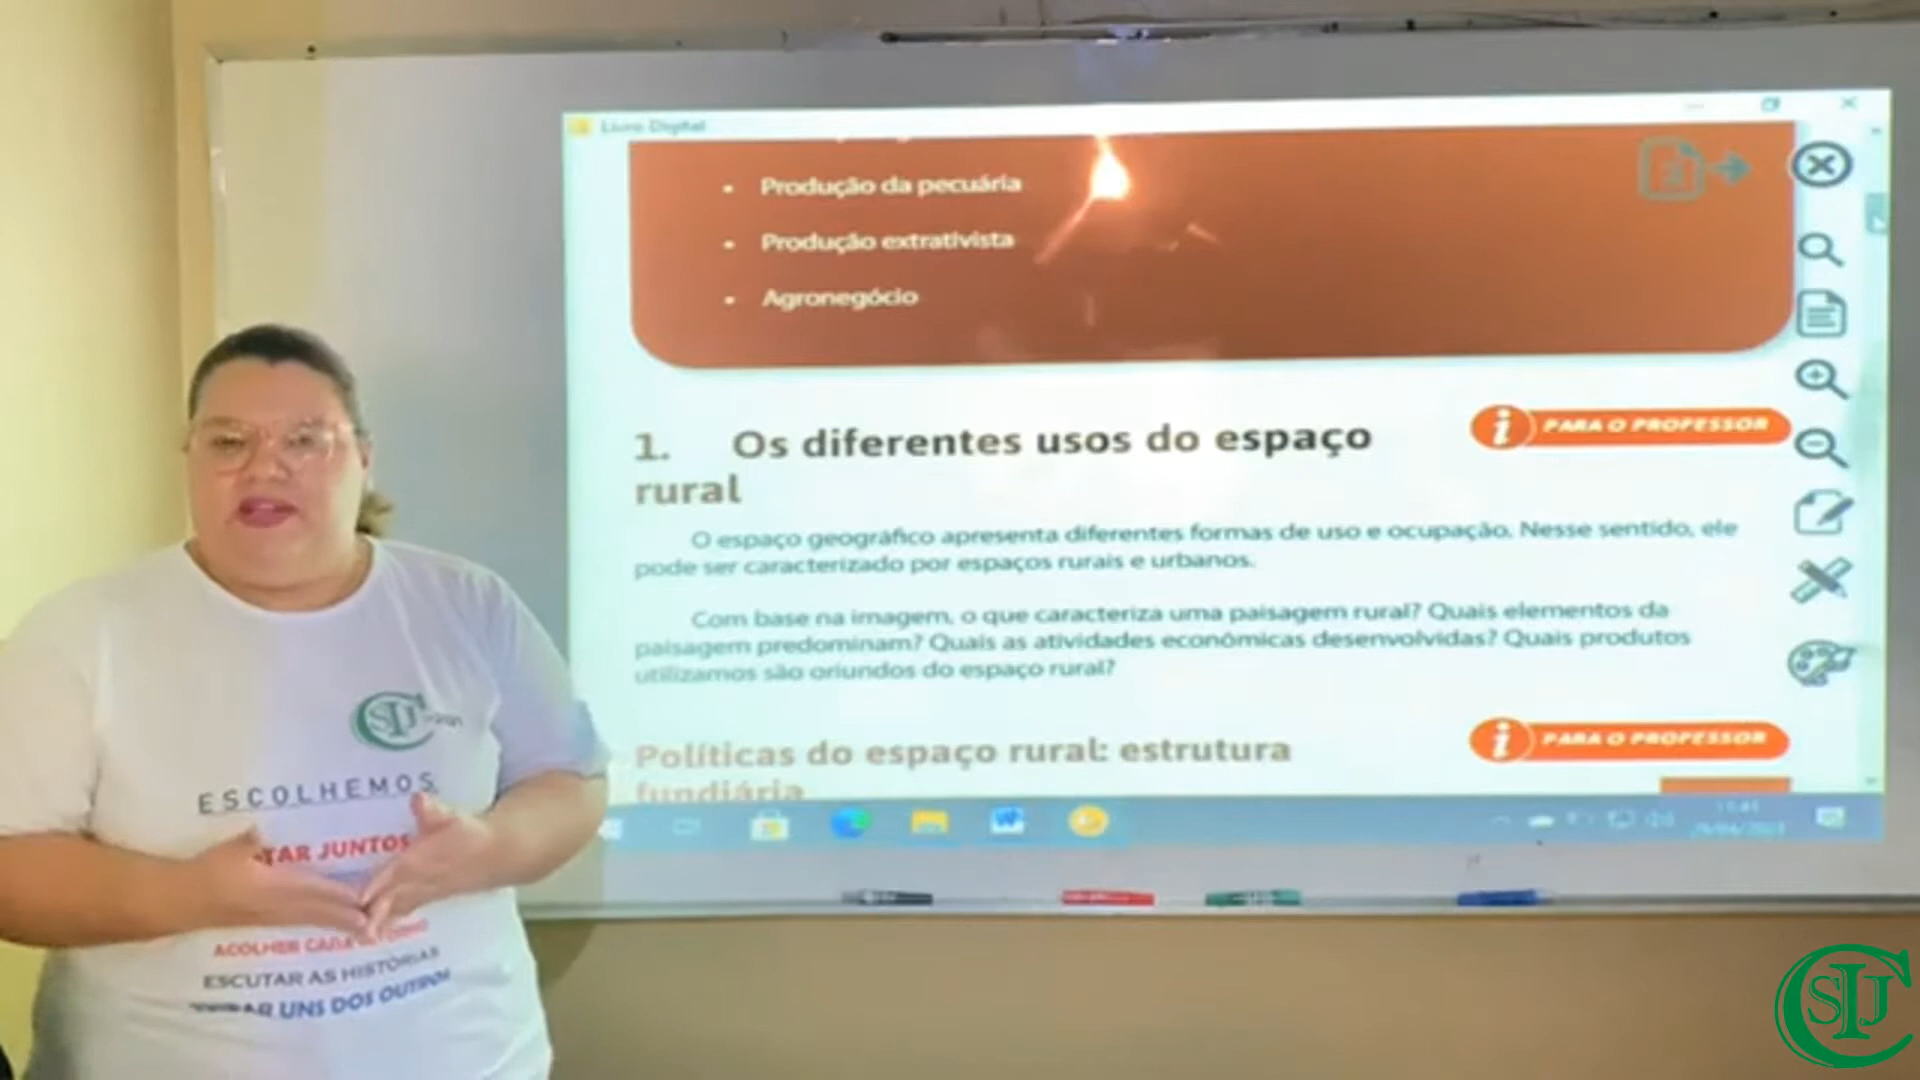 Livro Digital
• Produção da pecuária
• Produção extrativista
• Agronegócio
1. Os diferentes usos do espaço
rural
PARA O PROFESSOR
O espaço geográfico apresenta diferentes formas de uso e ocupação. Nesse sentido, ele
pode ser caracterizado por espaços rurais e urbanos.
Com base na imagem, o que caracteriza uma paisagem rural? Quais elementos da
paisagem predominam? Quais as atividades econômicas desenvolvidas? Quais produtos
utilizamos são oriundos do espaço rural?
Políticas do espaço rural: estrutura
fundiária
PARA O PROFESSOR
CSIJ
ESCOLHEMOS
JUNTOS
ACOLHER CADA
ESCUTAR AS HISTÓRIAS
UNS DOS OUTROS
CSIJ